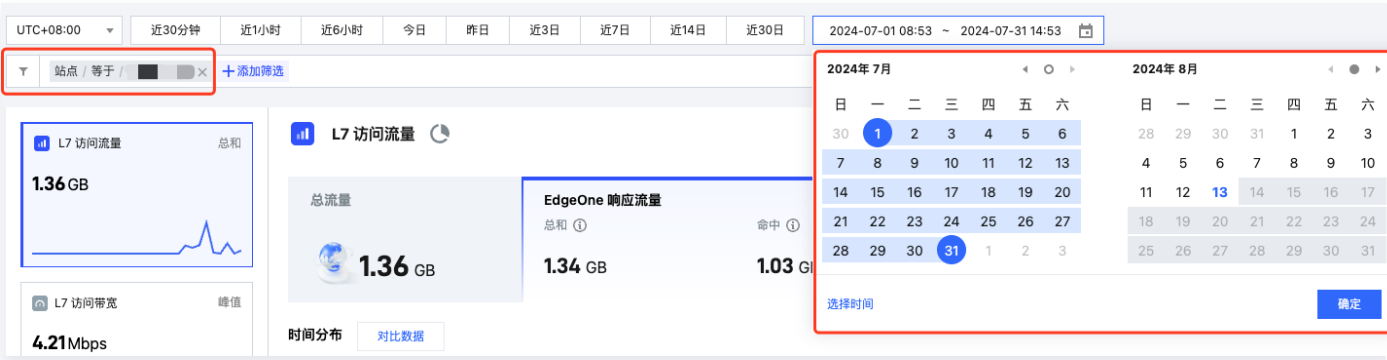 UTC+08:00 近30分钟 近1小时 近6小时 今日 昨日 近3日 近7日 近14日 近30日 2024-07-01 08:53 ~ 2024-07-31 14:53
站点 / 等于 / × +添加筛选
L7 访问流量 总和
1.36 GB
L7 访问带宽 峰值
4.21 Mbps
L7 访问流量
总流量
1.36 GB
EdgeOne 响应流量
总和 命中
1.34 GB 1.03
时间分布 对比数据
2024年 7月
日 一 二 三 四 五 六
30 1 2 3 4 5 6
7 8 9 10 11 12 13
14 15 16 17 18 19 20
21 22 23 24 25 26 27
28 29 30 31 1 2 3
2024年 8月
日 一 二 三 四 五 六
28 29 30 31 1 2 3
4 5 6 7 8 9 10
11 12 13 14 15 16 17
18 19 20 21 22 23 24
25 26 27 28 29 30 31
选择时间 确定